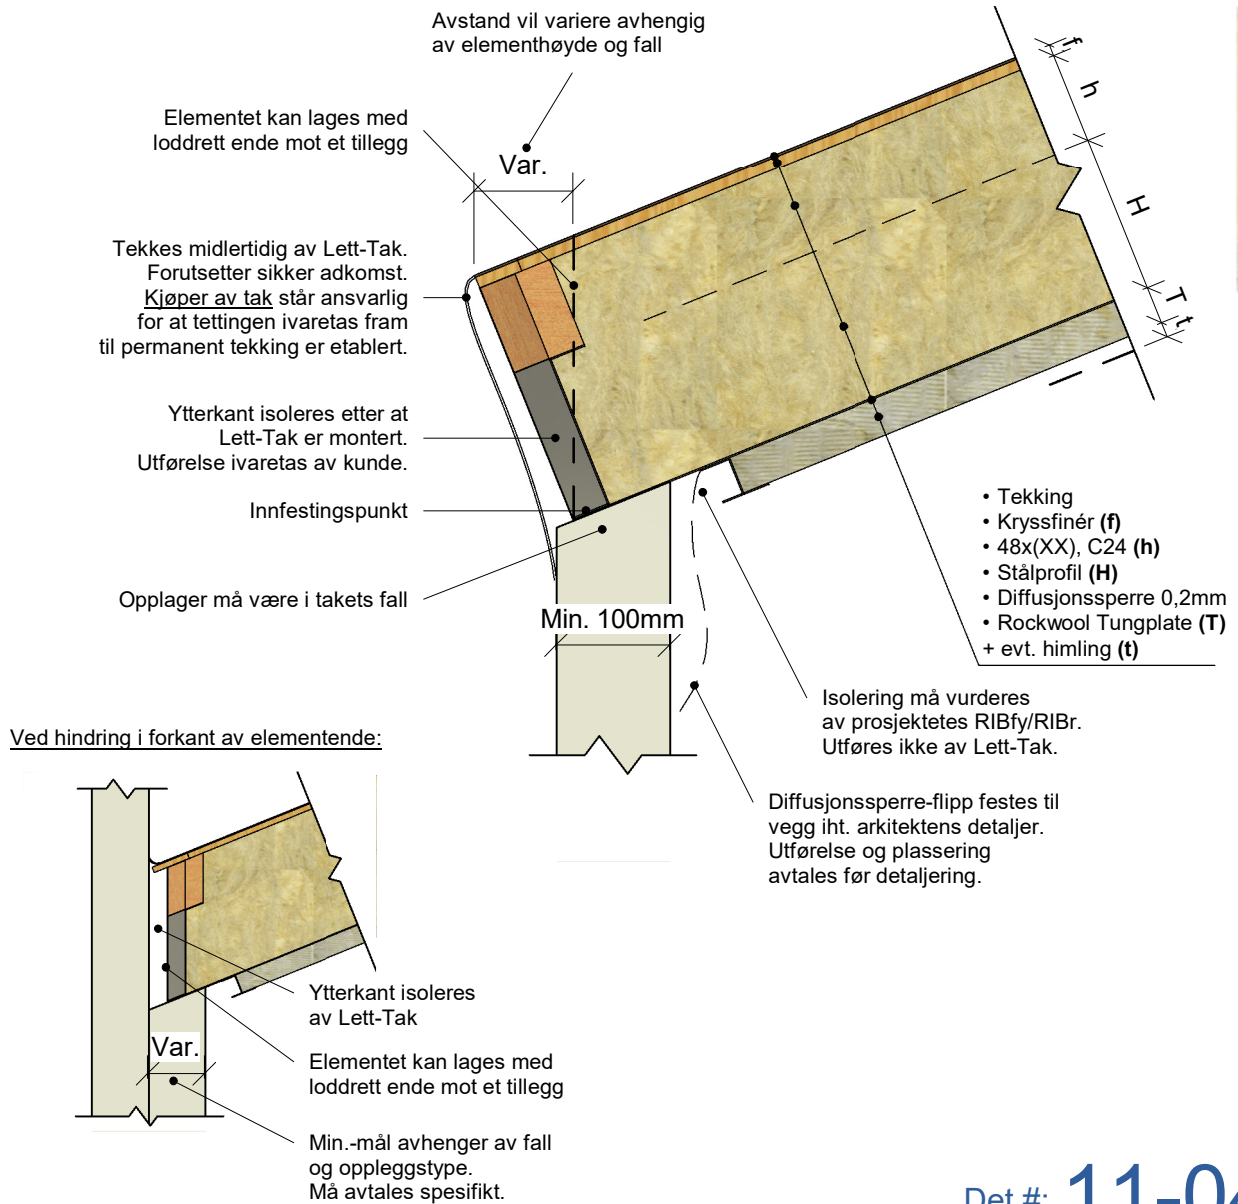 Avstand vil variere avhengig
av elementhøyde og fall
Elementet kan lages med
loddrett ende mot et tillegg
Var.
f
h
H
T
t
Tekkes midlertidig av Lett-Tak.
Forutsetter sikker adkomst.
Kjøper av tak står ansvarlig
for at tettingen ivaretas fram
til permanent tekking er etablert.
Ytterkant isoleres etter at
Lett-Tak er montert.
Utførelse ivaretas av kunde.
Innfestingspunkt
Opplager må være i takets fall
Min. 100mm
• Tekking
• Kryssfinér (f)
• 48x(XX), C24 (h)
• Stålprofil (H)
• Diffusjonssperre 0,2mm
• Rockwool Tungplate (T)
+ evt. himling (t)
Isolering må vurderes
av prosjektetes RIBfy/RIBr.
Utføres ikke av Lett-Tak.
Diffusjonssperre-flipp festes til
vegg iht. arkitektens detaljer.
Utførelse og plassering
avtales før detaljering.
Ved hindring i forkant av elementende:
Ytterkant isoleres
av Lett-Tak
Var.
Elementet kan lages med
loddrett ende mot et tillegg
Min.-mål avhenger av fall
og oppleggstype.
Må avtales spesifikt.
Det #: